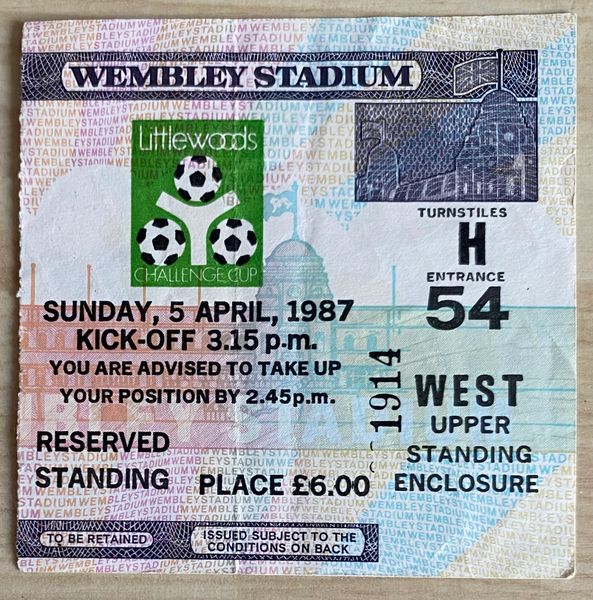 WEMBLEY STADIUM
Littlewoods
CHALLENGE CUP
TURNSTILES
H
ENTRANCE
54
SUNDAY, 5 APRIL, 1987
KICK-OFF 3.15 p.m.
YOU ARE ADVISED TO TAKE UP
YOUR POSITION BY 2.45p.m.
1914
WEST
UPPER
STANDING
ENCLOSURE
RESERVED
STANDING
PLACE £6.00
TO BE RETAINED
ISSUED SUBJECT TO THE
CONDITIONS ON BACK